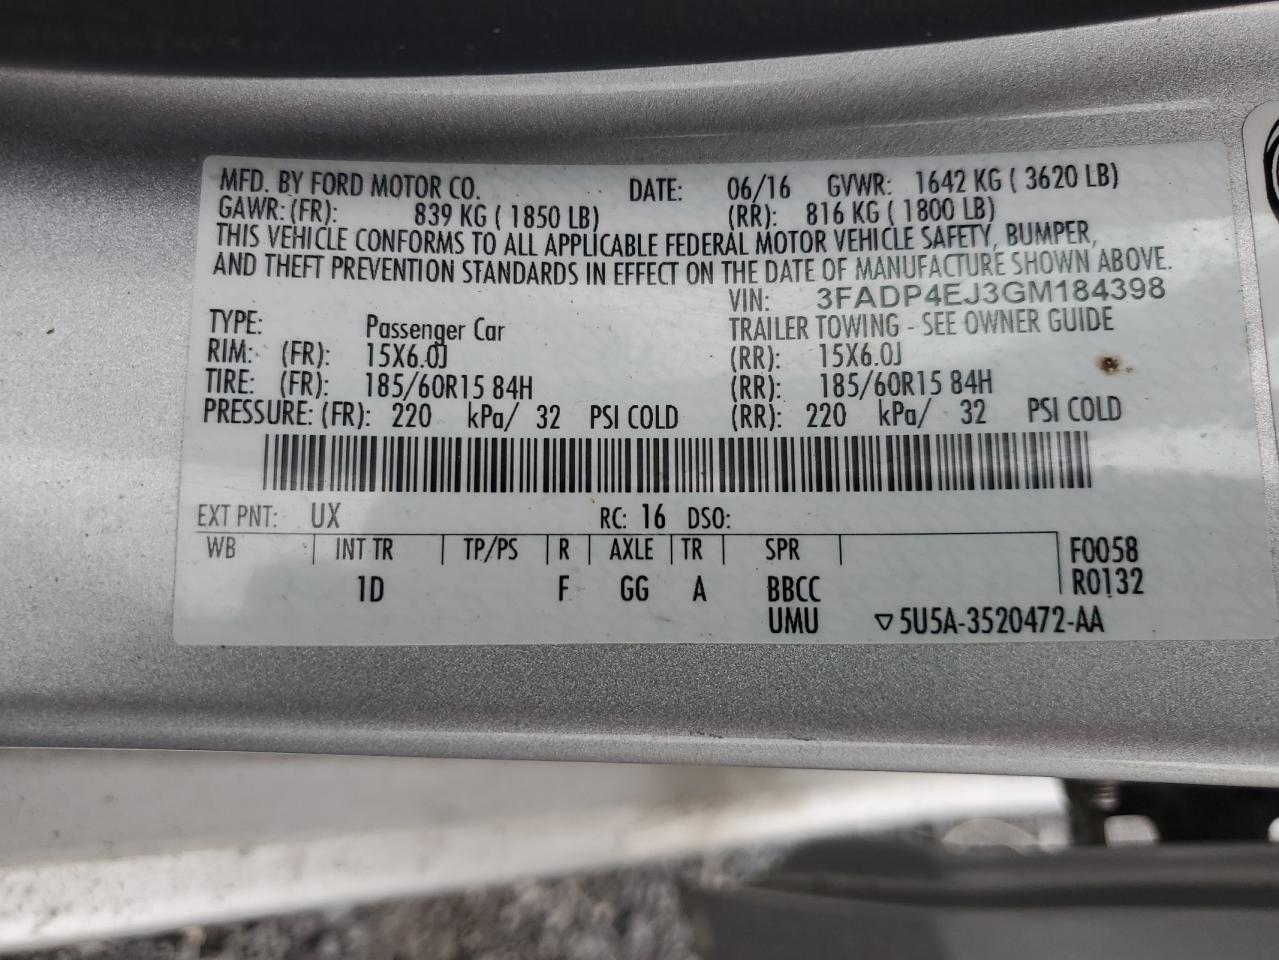 MFD. BY FORD MOTOR CO. DATE: 06/16 GVWR: 1642 KG ( 3620 LB)
GAWR: (FR): 839 KG ( 1850 LB) (RR): 816 KG ( 1800 LB)
THIS VEHICLE CONFORMS TO ALL APPLICABLE FEDERAL MOTOR VEHICLE SAFETY, BUMPER,
AND THEFT PREVENTION STANDARDS IN EFFECT ON THE DATE OF MANUFACTURE SHOWN ABOVE.
VIN: 3FADP4EJ3GM184398
TYPE: Passenger Car TRAILER TOWING - SEE OWNER GUIDE
RIM: (FR): 15X6.0J (RR): 15X6.0J
TIRE: (FR): 185/60R15 84H (RR): 185/60R15 84H
PRESSURE: (FR): 220 kPa/ 32 PSI COLD (RR): 220 kPa/ 32 PSI COLD
EXT PNT: UX RC: 16 DSO:
WB INT TR TP/PS R AXLE TR SPR F0058
1D F GG A BBCC R0132
UMU ▽5U5A-3520472-AA